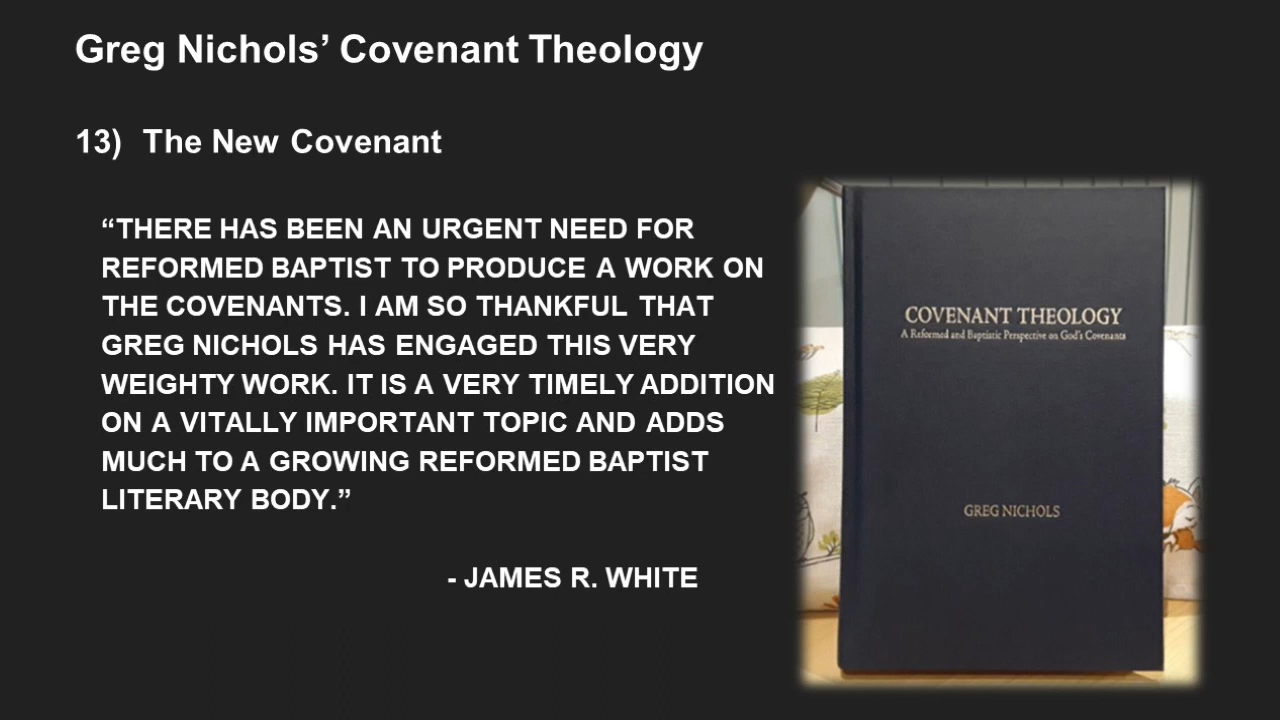 Greg Nichols’ Covenant Theology
13) The New Covenant
“THERE HAS BEEN AN URGENT NEED FOR
REFORMED BAPTIST TO PRODUCE A WORK ON
THE COVENANTS. I AM SO THANKFUL THAT
GREG NICHOLS HAS ENGAGED THIS VERY
WEIGHTY WORK. IT IS A VERY TIMELY ADDITION
ON A VITALLY IMPORTANT TOPIC AND ADDS
MUCH TO A GROWING REFORMED BAPTIST
LITERARY BODY.”
- JAMES R. WHITE
COVENANT THEOLOGY
A Reformed and Baptistic Perspective on God's Covenants
GREG NICHOLS